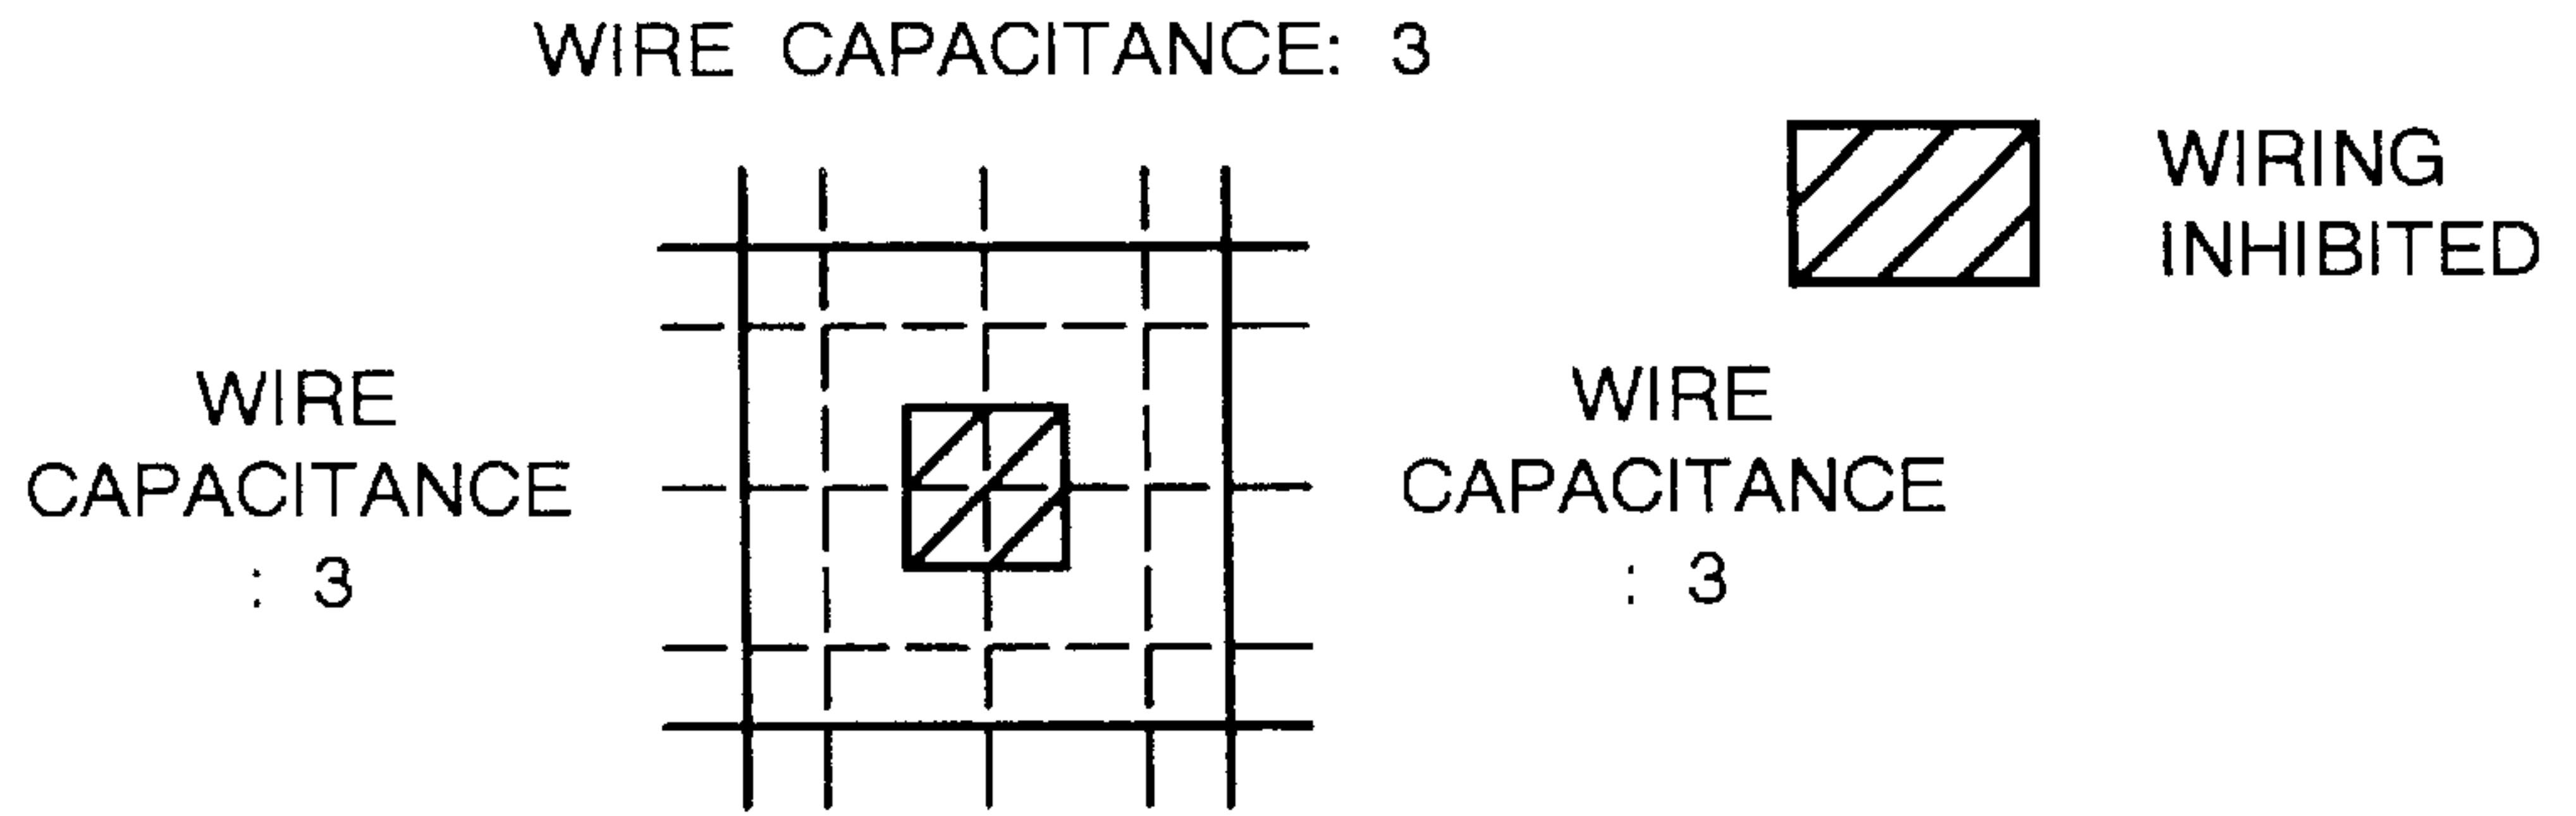 WIRE CAPACITANCE: 3
WIRING
INHIBITED
WIRE
CAPACITANCE
: 3
WIRE
CAPACITANCE
: 3